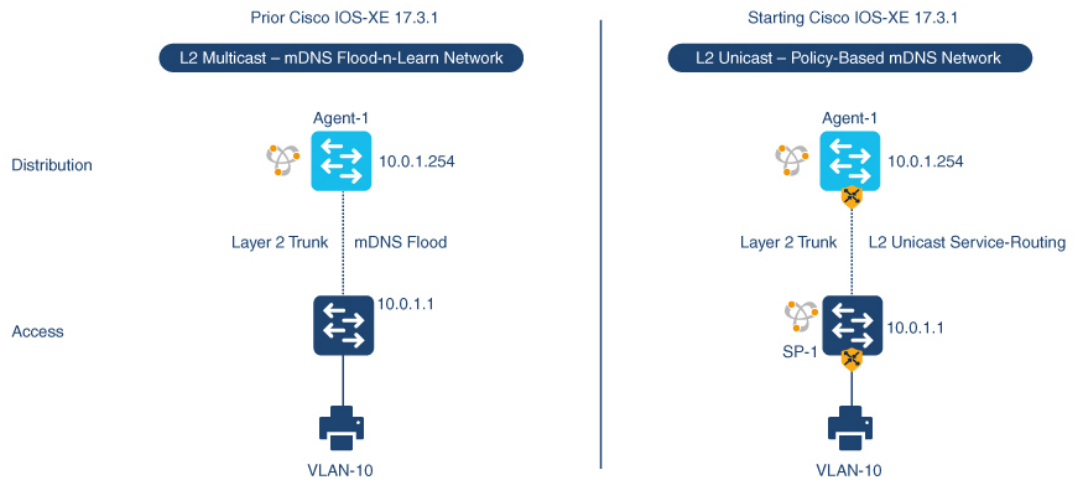 Prior Cisco IOS-XE 17.3.1
L2 Multicast – mDNS Flood-n-Learn Network
Agent-1
Distribution
10.0.1.254
Layer 2 Trunk
mDNS Flood
10.0.1.1
Access
VLAN-10
Starting Cisco IOS-XE 17.3.1
L2 Unicast – Policy-Based mDNS Network
Agent-1
10.0.1.254
Layer 2 Trunk
L2 Unicast Service-Routing
10.0.1.1
SP-1
VLAN-10